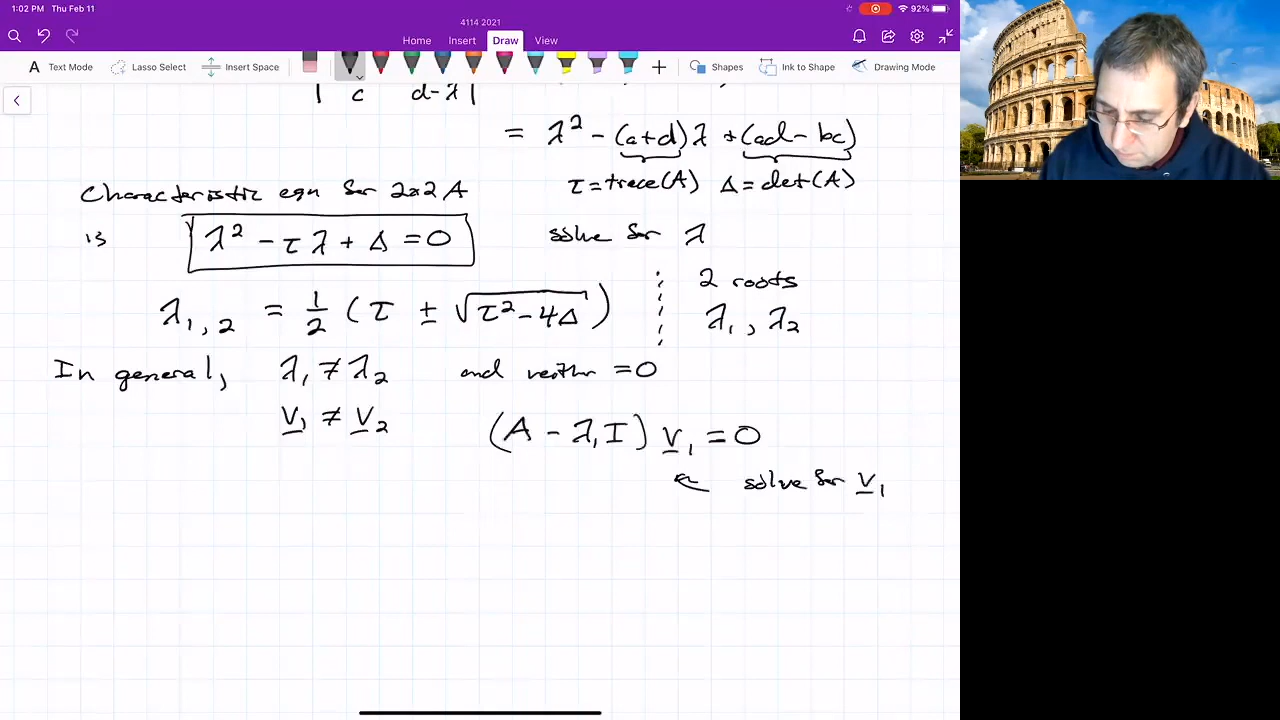 1:02 PM Thu Feb 11
92%
4114 2021
Home Insert Draw View
A Text Mode Lasso Select Insert Space Shapes Ink to Shape Drawing Mode
| c d-λ |
= λ² - (a+d)λ + (ad - bc)
τ = trace(A) Δ = det(A)
Characteristic eqn for 2x2 A
is λ² - τλ + Δ = 0 solve for λ
2 roots
λ₁,₂ = 1/2 (τ ± √(τ² - 4Δ)) λ₁, λ₂
In general, λ₁ ≠ λ₂ and neither = 0
v₁ ≠ v₂ (A - λ₁I) v₁ = 0
solve for v₁